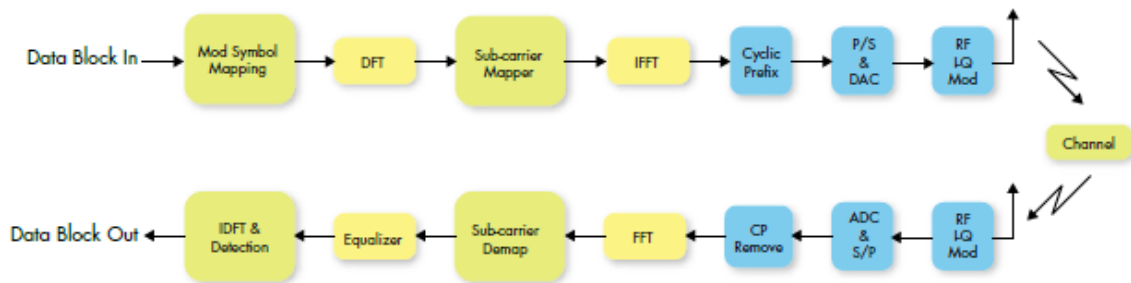 Data Block In
Mod Symbol
Mapping
DFT
Sub-carrier
Mapper
IFFT
Cyclic
Prefix
P/S
&
DAC
RF
I-Q
Mod
Channel
Data Block Out
IDFT &
Detection
Equalizer
Sub-carrier
Demap
FFT
CP
Remove
ADC
&
S/P
RF
I-Q
Mod